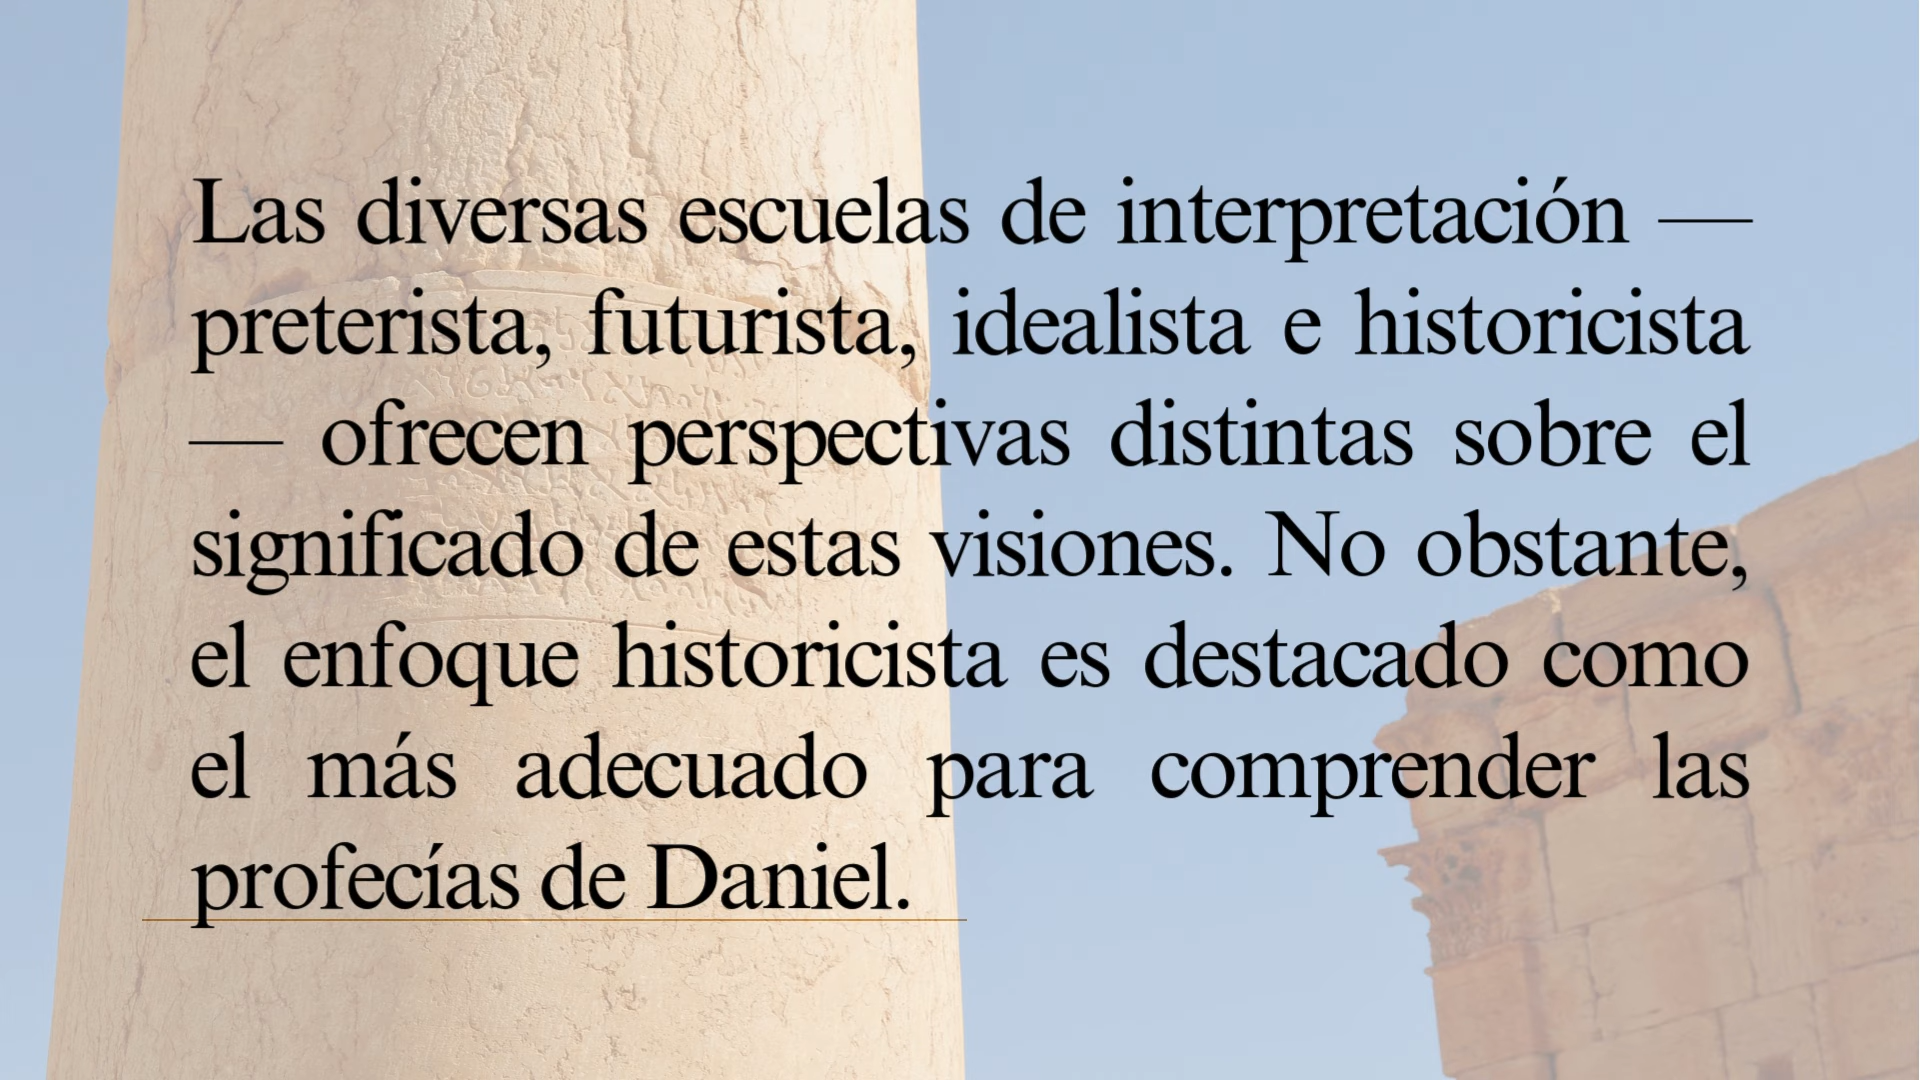 Las diversas escuelas de interpretación —
preterista, futurista, idealista e historicista
— ofrecen perspectivas distintas sobre el
significado de estas visiones. No obstante,
el enfoque historicista es destacado como
el más adecuado para comprender las
profecías de Daniel.